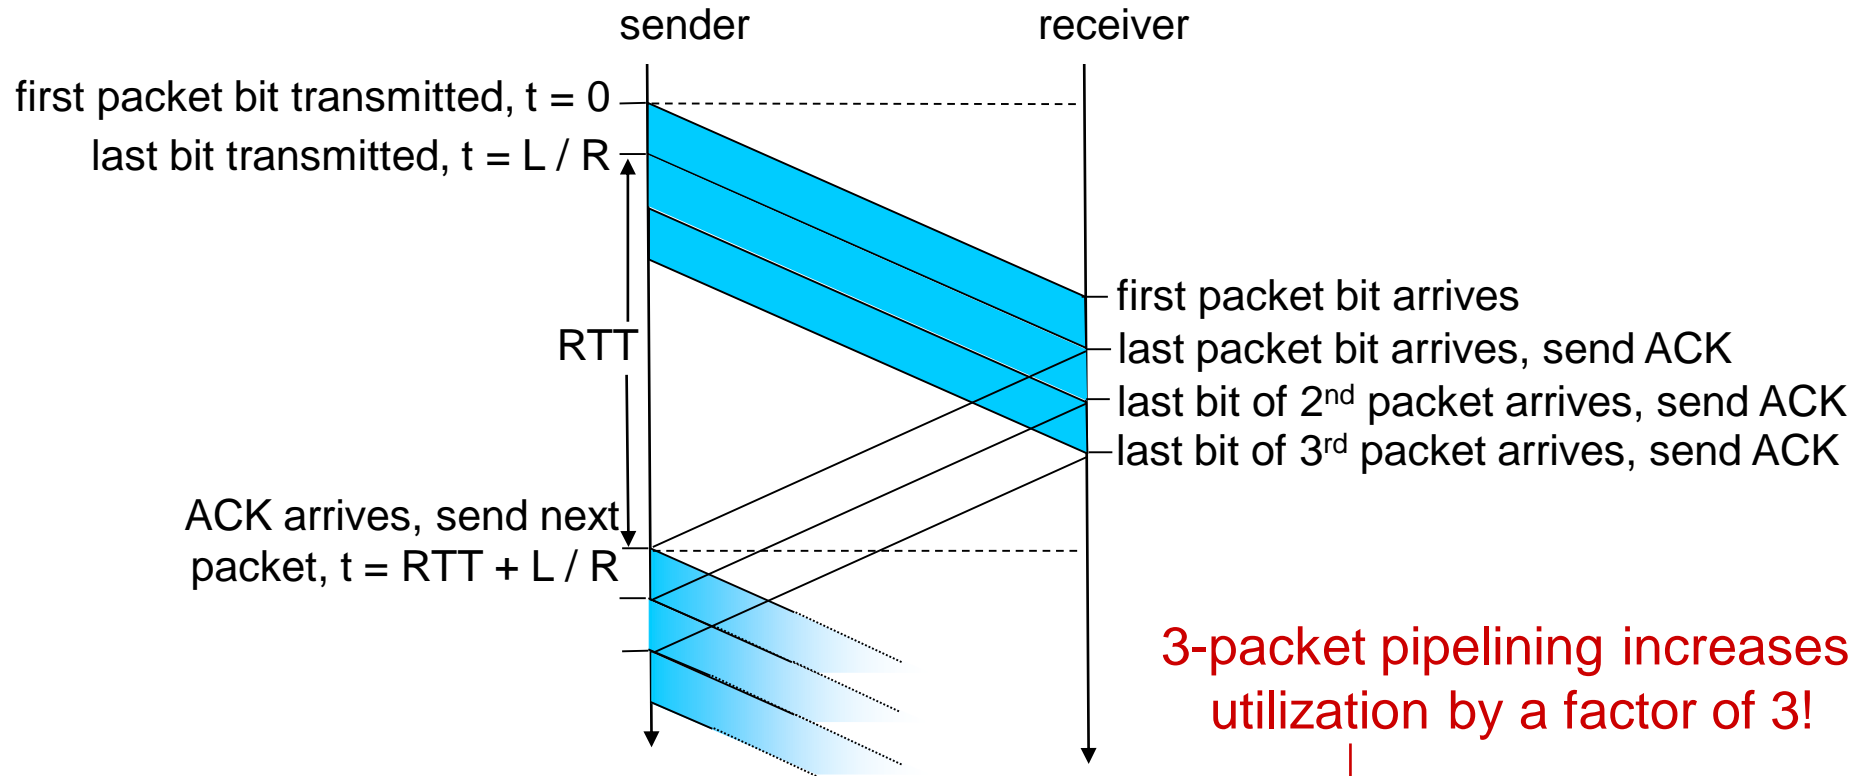 sender
receiver
first packet bit transmitted, t = 0
last bit transmitted, t = L / R
first packet bit arrives
RTT
last packet bit arrives, send ACK
last bit of 2nd packet arrives, send ACK
last bit of 3rd packet arrives, send ACK
ACK arrives, send next
packet, t = RTT + L / R
3-packet pipelining increases
utilization by a factor of 3!